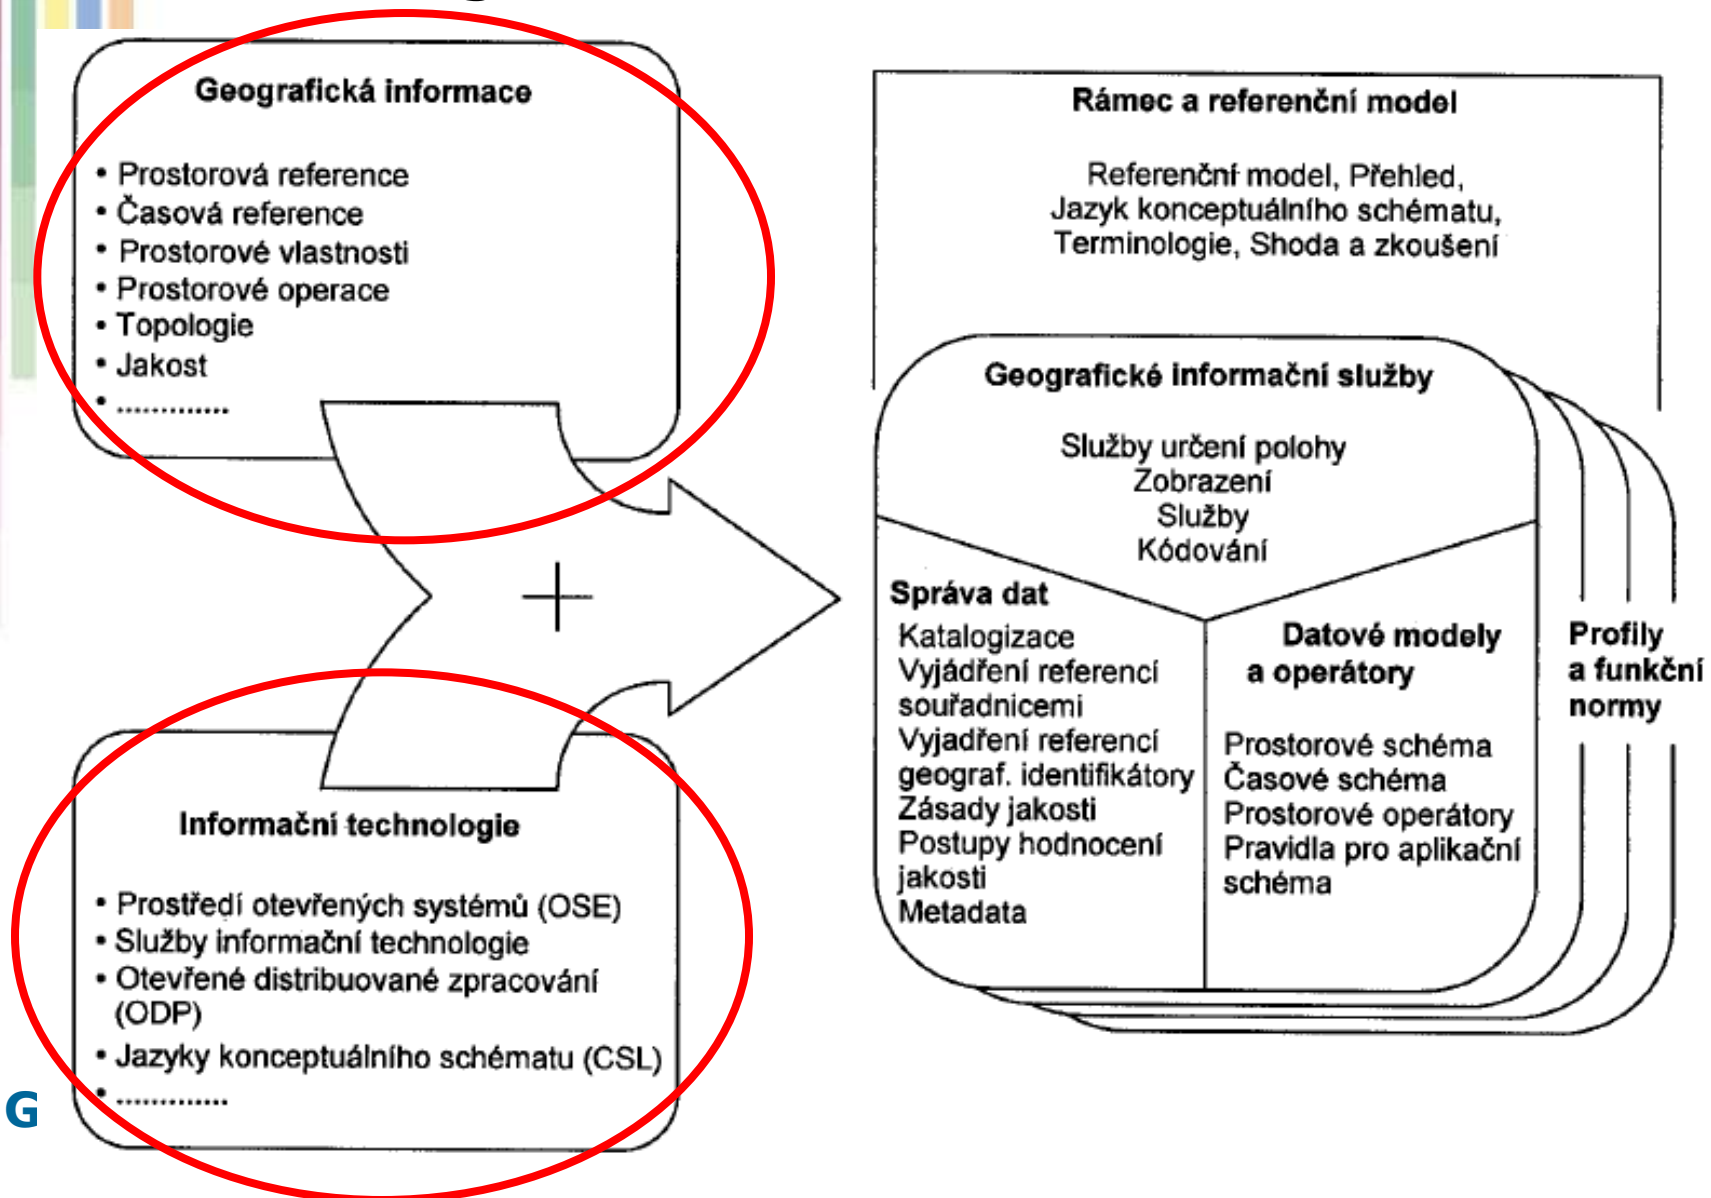 Geografická informace
• Prostorová reference
• Časová reference
• Prostorové vlastnosti
• Prostorové operace
• Topologie
• Jakost
• .............
Informační technologie
• Prostředí otevřených systémů (OSE)
• Služby informační technologie
• Otevřené distribuované zpracování
(ODP)
• Jazyky konceptuálního schématu (CSL)
• .............
G
Rámec a referenční model
Referenční model, Přehled,
Jazyk konceptuálního schématu,
Terminologie, Shoda a zkoušení
Geografické informační služby
Služby určení polohy
Zobrazení
Služby
Kódování
Správa dat
Katalogizace
Vyjádření referencí
souřadnicemi
Vyjadření referencí
geograf. identifikátory
Zásady jakosti
Postupy hodnocení
jakosti
Metadata
Datové modely
a operátory
Prostorové schéma
Časové schéma
Prostorové operátory
Pravidla pro aplikační
schéma
Profily
a funkční
normy